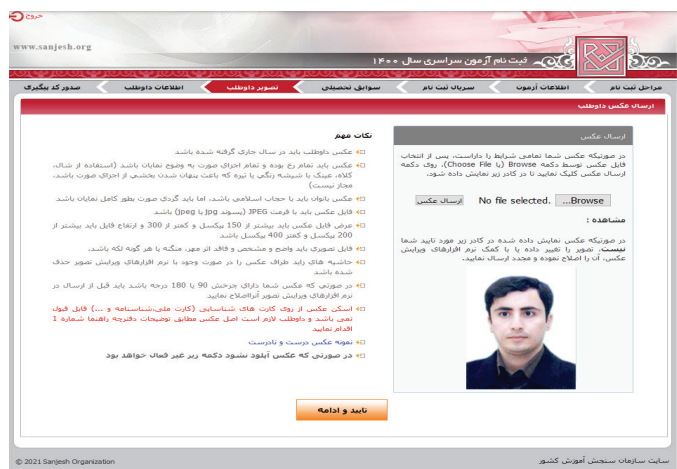 خروج
www.sanjesh.org
ثبت نام آزمون سراسری سال ۱۴۰۰
مراحل ثبت نام
اطلاعات آزمون
سریال ثبت نام
سوابق تحصیلی
تصویر داوطلب
اطلاعات داوطلب
صدور کد پیگیری
ارسال عکس داوطلب
ارسال عکس
در صورتیکه عکس شما تمامی شرایط را داراست، پس از انتخاب
فایل عکس توسط دکمه Browse (یا Choose File)، روی دکمه
ارسال عکس کلیک نمایید تا در کادر زیر نمایش داده شود.
Browse... No file selected. ارسال عکس
مشاهده :
در صورتیکه عکس نمایش داده شده در کادر زیر مورد تایید شما
نیست، تصویر را تغییر داده یا با کمک نرم افزارهای ویرایش
عکس، آن را اصلاح نموده و مجدد ارسال نمایید.
نکات مهم
عکس داوطلب باید در سال جاری گرفته شده باشد.
عکس باید تمام رخ بوده و تمام اجزای صورت به وضوح نمایان باشد (استفاده از شال،
کلاه، عینک با شیشه رنگی یا تیره که باعث پنهان شدن بخشی از اجزای صورت باشد،
مجاز نیست)
عکس بانوان باید با حجاب اسلامی باشد، اما باید گردی صورت بطور کامل نمایان باشد
فایل عکس باید با فرمت JPEG (پسوند jpg یا jpeg) باشد
عرض فایل عکس باید بیشتر از 150 پیکسل و کمتر از 300 و ارتفاع فایل باید بیشتر از
200 پیکسل و کمتر 400 پیکسل باشد
فایل تصویری باید واضح و مشخص و فاقد اثر مهر، منگنه یا هر گونه لکه باشد.
حاشیه های زاید طراف عکس را در صورت وجود با نرم افزارهای ویرایش تصویر حذف
شده باشد
در صورتی که عکس شما دارای چرخش 90 یا 180 درجه باشد باید قبل از ارسال در
نرم افزارهای ویرایش تصویر آنرااصلاح نمایید
اسکن عکس از روی کارت های شناسایی (کارت ملی،شناسنامه و ...) قابل قبول
نمی باشد و داوطلب لازم است اصل عکس مطابق توضیحات دفترچه راهنما شماره 1
اقدام نمایید
نمونه عکس درست و نادرست
در صورتی که عکس آپلود نشود دکمه زیر غیر فعال خواهد بود
تایید و ادامه
سایت سازمان سنجش آموزش کشور
© 2021 Sanjesh Organization